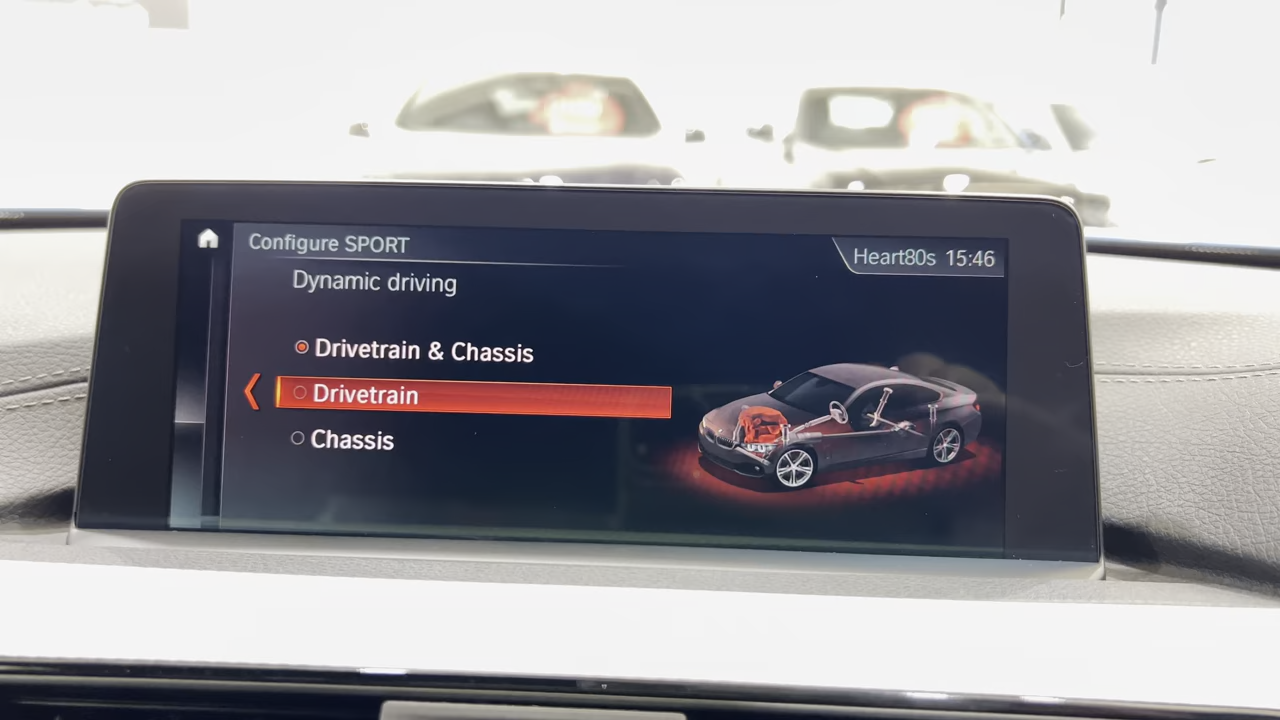 Configure SPORT
Heart80s 15:46
Dynamic driving
Drivetrain & Chassis
Drivetrain
Chassis